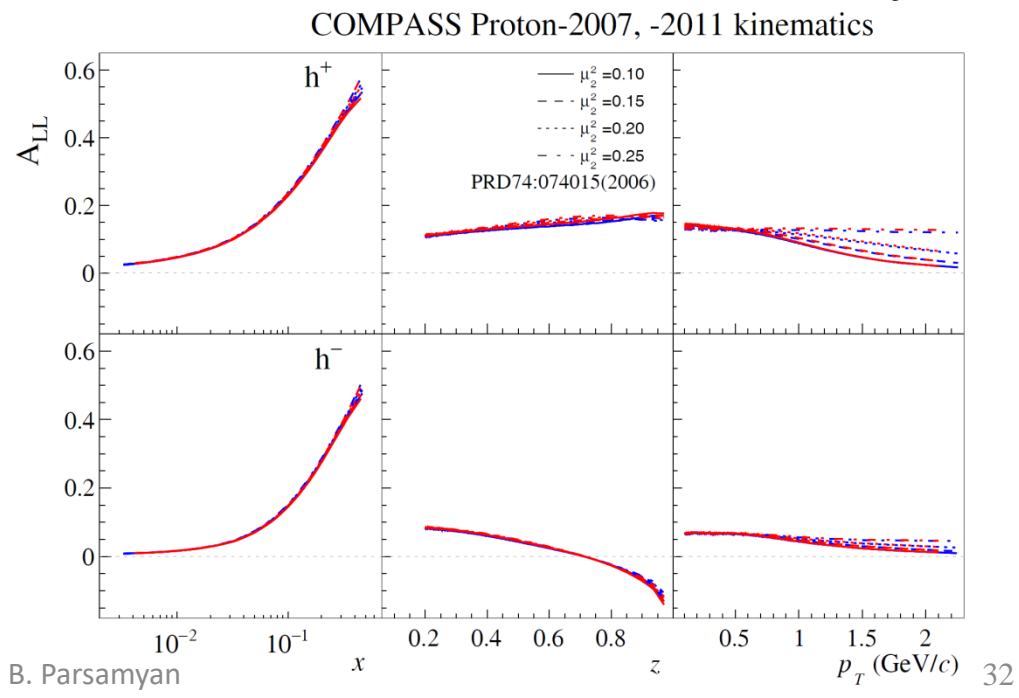 COMPASS Proton-2007, -2011 kinematics
h⁺
A_LL
0.6
0.4
0.2
0
μ₂² =0.10
μ₂² =0.15
μ₂² =0.20
μ₂² =0.25
PRD74:074015(2006)
h⁻
0.6
0.4
0.2
0
10⁻² 10⁻¹ 0.2 0.4 0.6 0.8 0.5 1 1.5 2
x z p_T (GeV/c)
B. Parsamyan 32